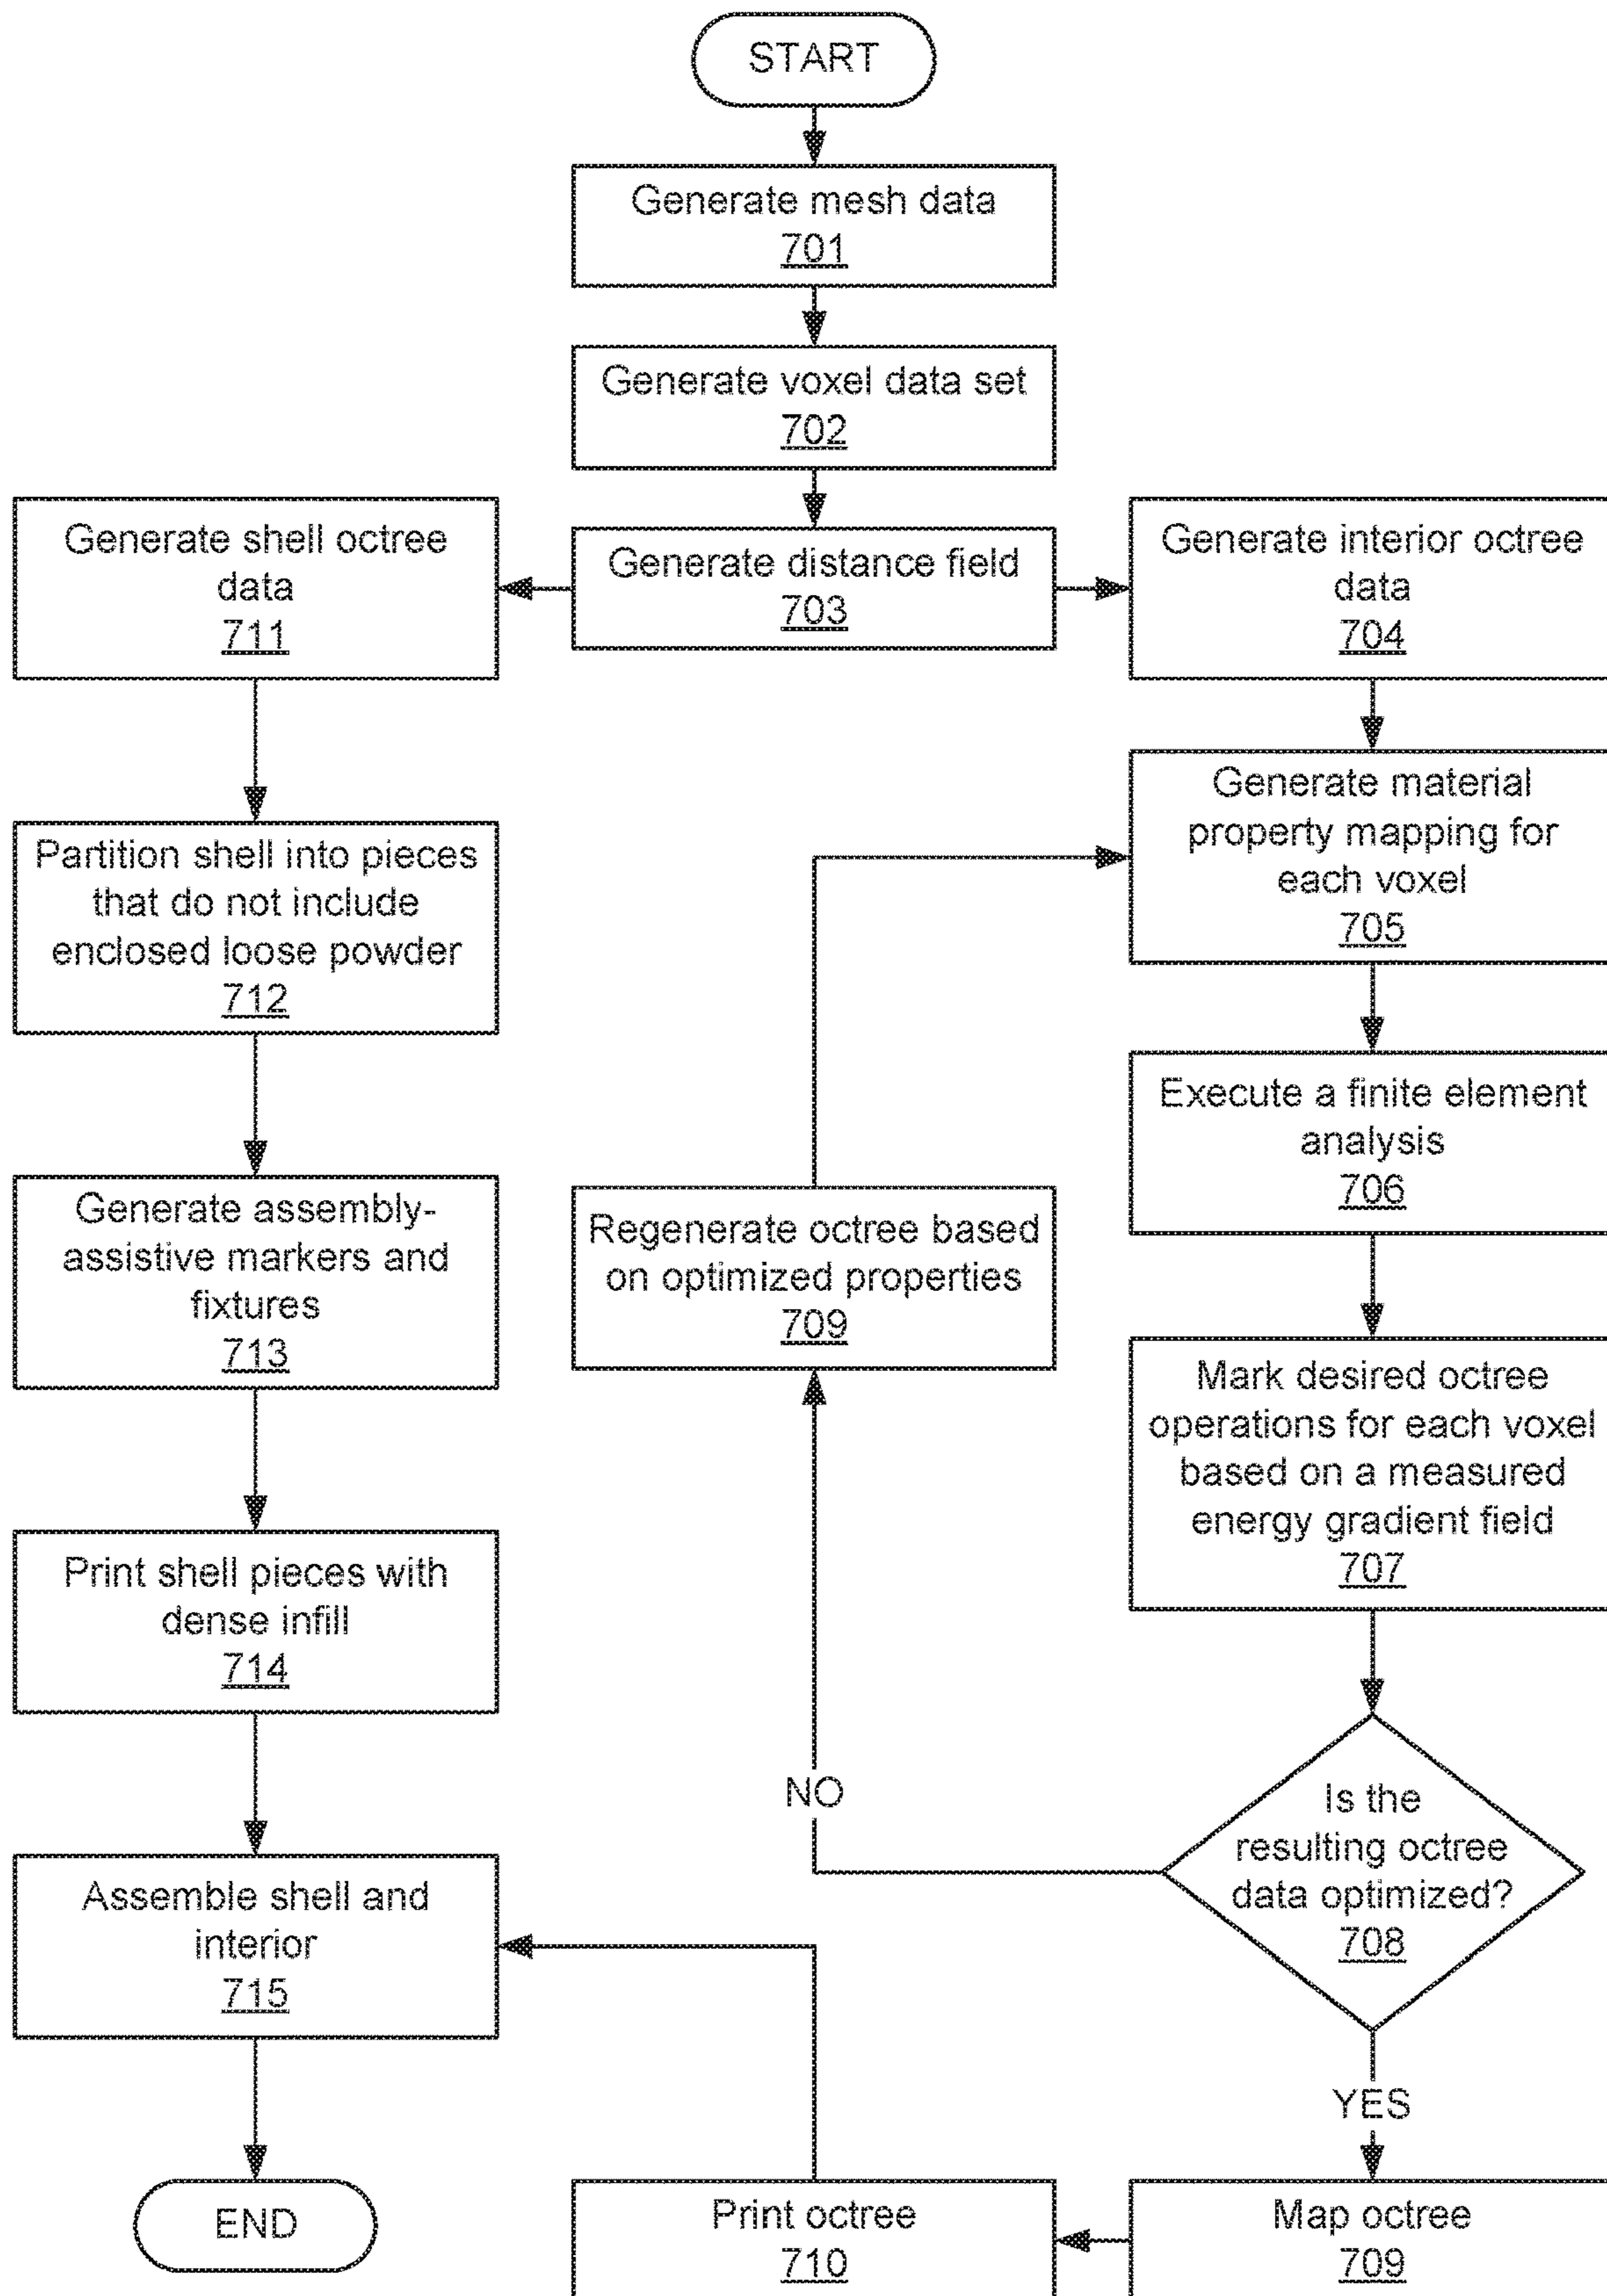 START
Generate mesh data
701
Generate voxel data set
702
Generate distance field
703
Generate shell octree
data
711
Partition shell into pieces
that do not include
enclosed loose powder
712
Generate assembly-
assistive markers and
fixtures
713
Print shell pieces with
dense infill
714
Assemble shell and
interior
715
END
Generate interior octree
data
704
Generate material
property mapping for
each voxel
705
Execute a finite element
analysis
706
Mark desired octree
operations for each voxel
based on a measured
energy gradient field
707
Is the
resulting octree
data optimized?
708
NO
Regenerate octree based
on optimized properties
709
YES
Map octree
709
Print octree
710